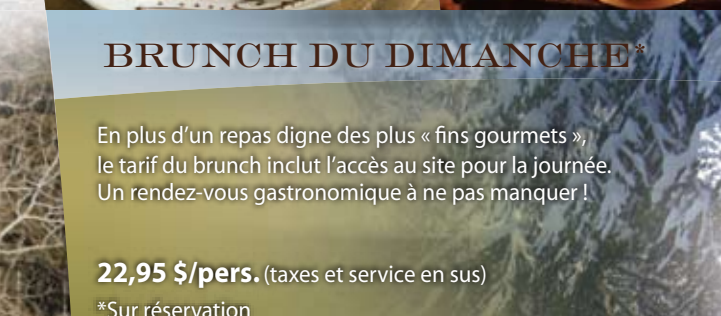 BRUNCH DU DIMANCHE*
En plus d'un repas digne des plus « fins gourmets »,
le tarif du brunch inclut l'accès au site pour la journée.
Un rendez-vous gastronomique à ne pas manquer !
22,95 $/pers. (taxes et service en sus)
*Sur réservation